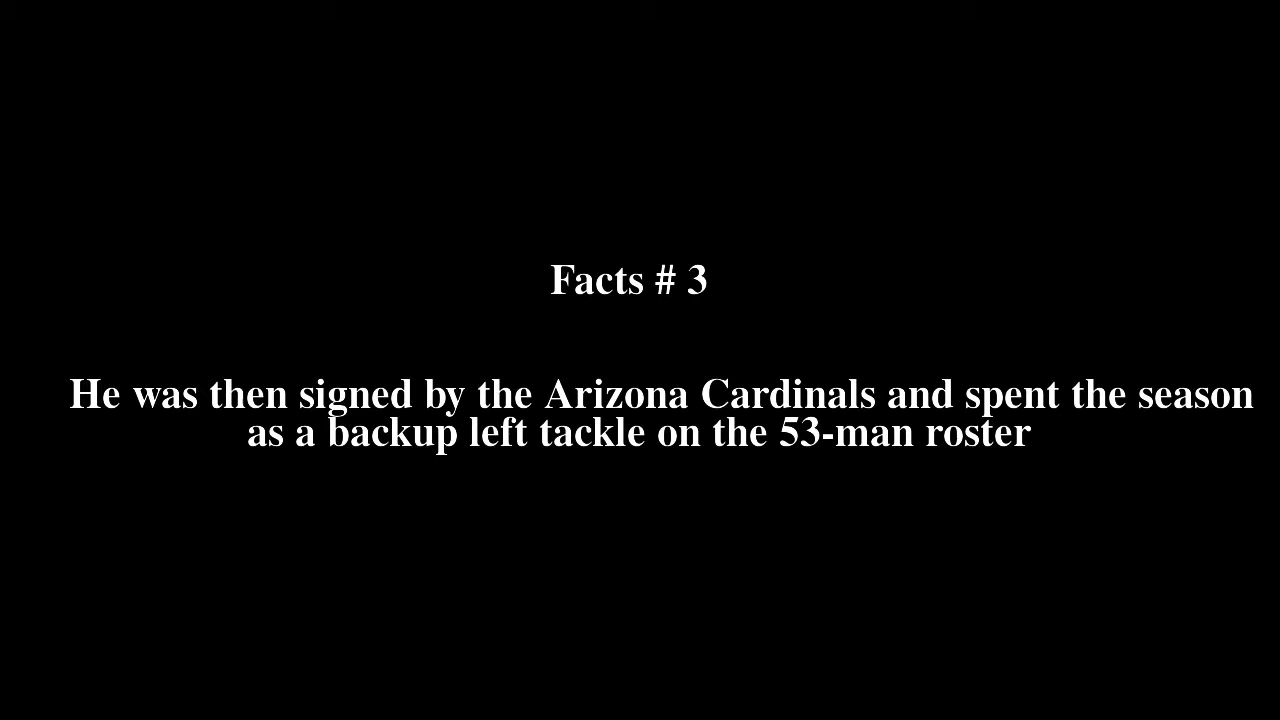 Facts # 3
He was then signed by the Arizona Cardinals and spent the season
as a backup left tackle on the 53-man roster